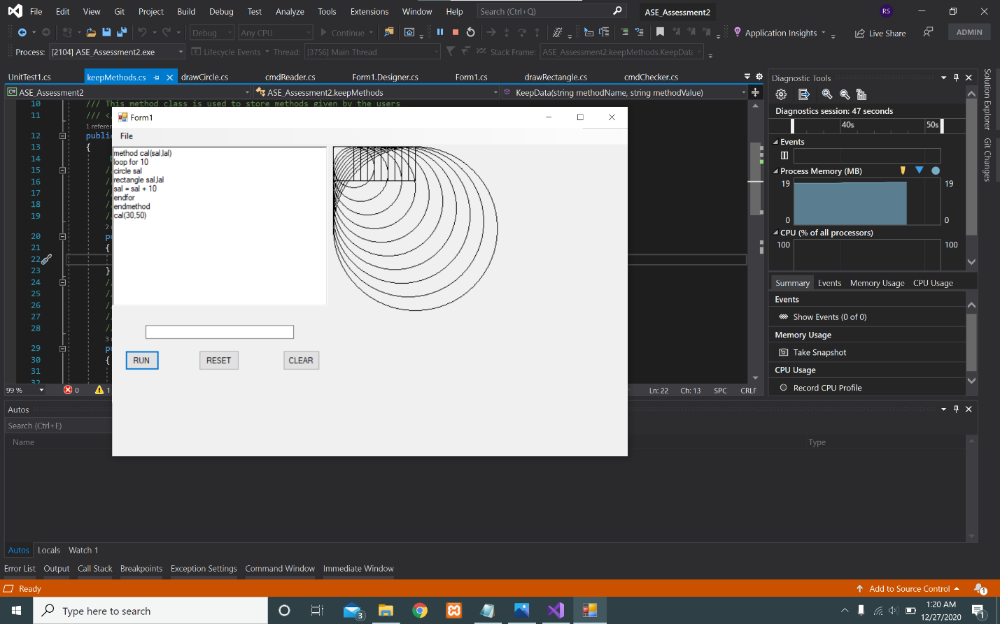 File Edit View Git Project Build Debug Test Analyze Tools Extensions Window Help Search (Ctrl+Q) ASE_Assessment2 RS
Debug Any CPU Continue Application Insights Live Share ADMIN
Process: [2104] ASE_Assessment2.exe Lifecycle Events Thread: [3756] Main Thread Stack Frame: ASE_Assessment2.keepMethods.KeepData
UnitTest1.cs keepMethods.cs drawCircle.cs cmdReader.cs Form1.Designer.cs Form1.cs drawRectangle.cs cmdChecker.cs
ASE_Assessment2 ASE_Assessment2.keepMethods KeepData(string methodName, string methodValue)
10 /// This method class is used to store methods given by the users
11 /// <
1 referen
12 public
13 {
14
15 /
16 /
17 /
18 /
19 /
2
20 pu
21 {
22
23 }
24 /
25 /
26 /
27 /
28 /
3
29 pu
30 {
31
32
Form1
File
method cal(sal,lal)
loop for 10
circle sal
rectangle sal,lal
sal = sal + 10
endfor
endmethod
cal(30,50)
RUN RESET CLEAR
99 % 0 1 Ln: 22 Ch: 13 SPC CRLF
Diagnostic Tools
Diagnostics session: 47 seconds
40s 50s
Events
Process Memory (MB)
19 19
0 0
CPU (% of all processors)
100 100
Summary Events Memory Usage CPU Usage
Events
Show Events (0 of 0)
Memory Usage
Take Snapshot
CPU Usage
Record CPU Profile
Solution Explorer
Git Changes
Autos
Search (Ctrl+E)
Name Type
Autos Locals Watch 1
Error List Output Call Stack Breakpoints Exception Settings Command Window Immediate Window
Ready Add to Source Control 1
Type here to search 3 1:20 AM
12/27/2020 1